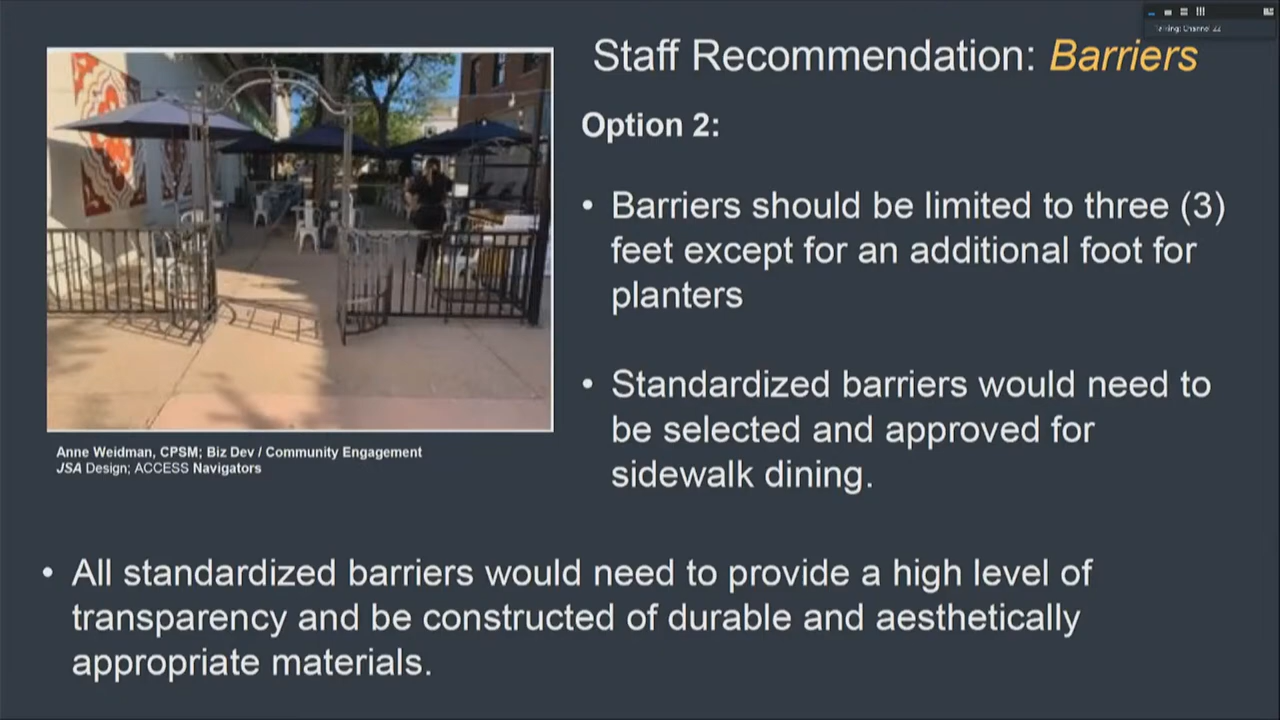 Staff Recommendation: Barriers
Option 2:
• Barriers should be limited to three (3)
feet except for an additional foot for
planters
• Standardized barriers would need to
be selected and approved for
sidewalk dining.
Anne Weidman, CPSM; Biz Dev / Community Engagement
JSA Design; ACCESS Navigators
• All standardized barriers would need to provide a high level of
transparency and be constructed of durable and aesthetically
appropriate materials.